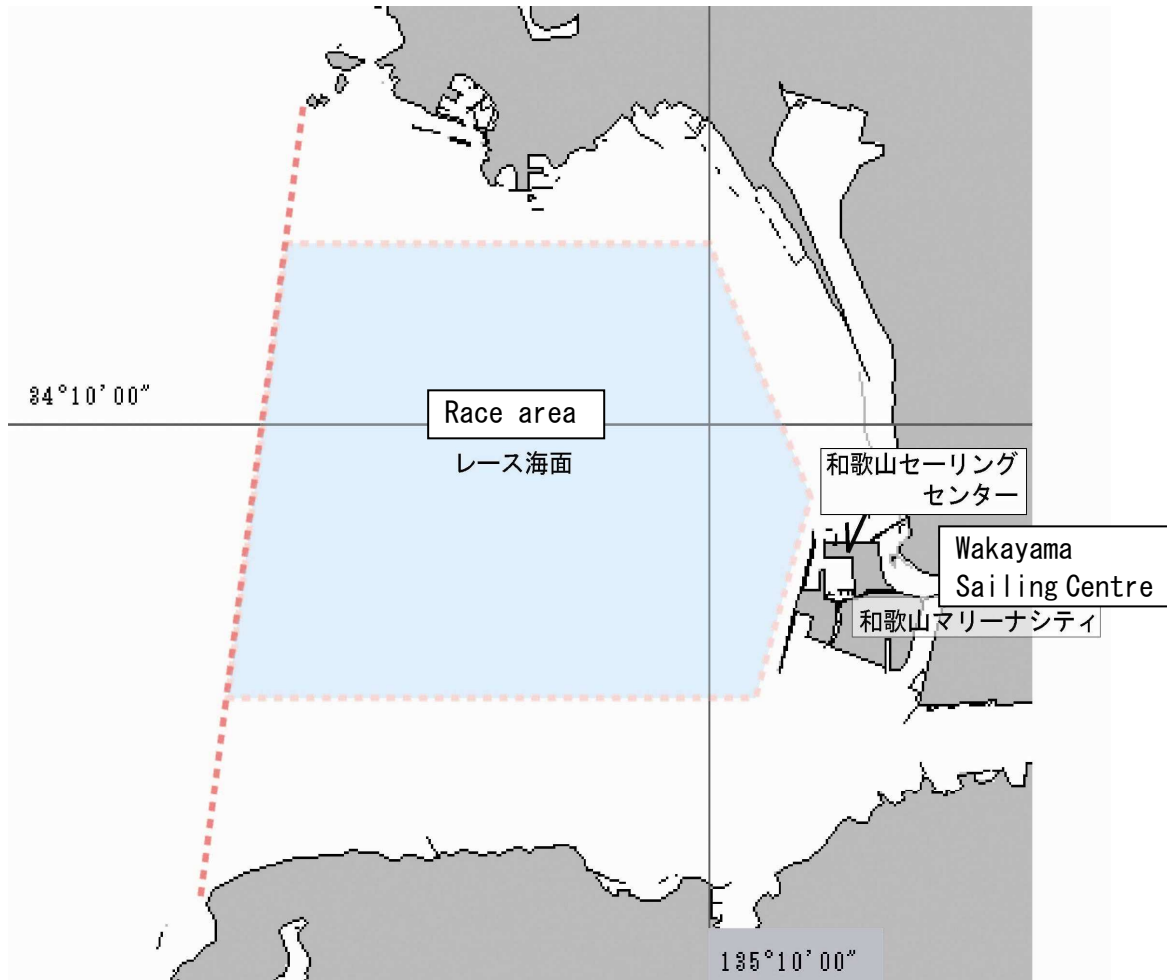 34°10'00"
Race area
レース海面
和歌山セーリング
センター
Wakayama
Sailing Centre
和歌山マリーナシティ
135°10'00"